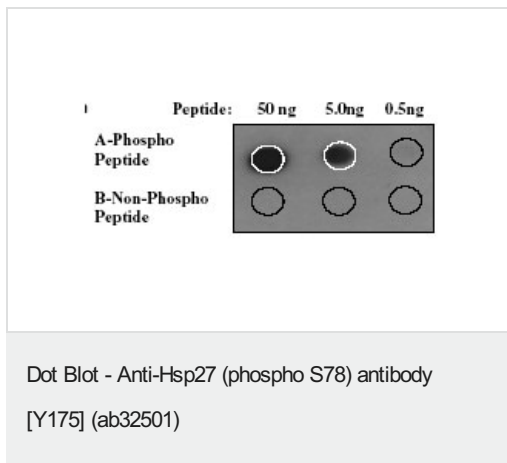 Peptide: 50 ng 5.0ng 0.5ng
A-Phospho
Peptide
B-Non-Phospho
Peptide
Dot Blot - Anti-Hsp27 (phospho S78) antibody
[Y175] (ab32501)